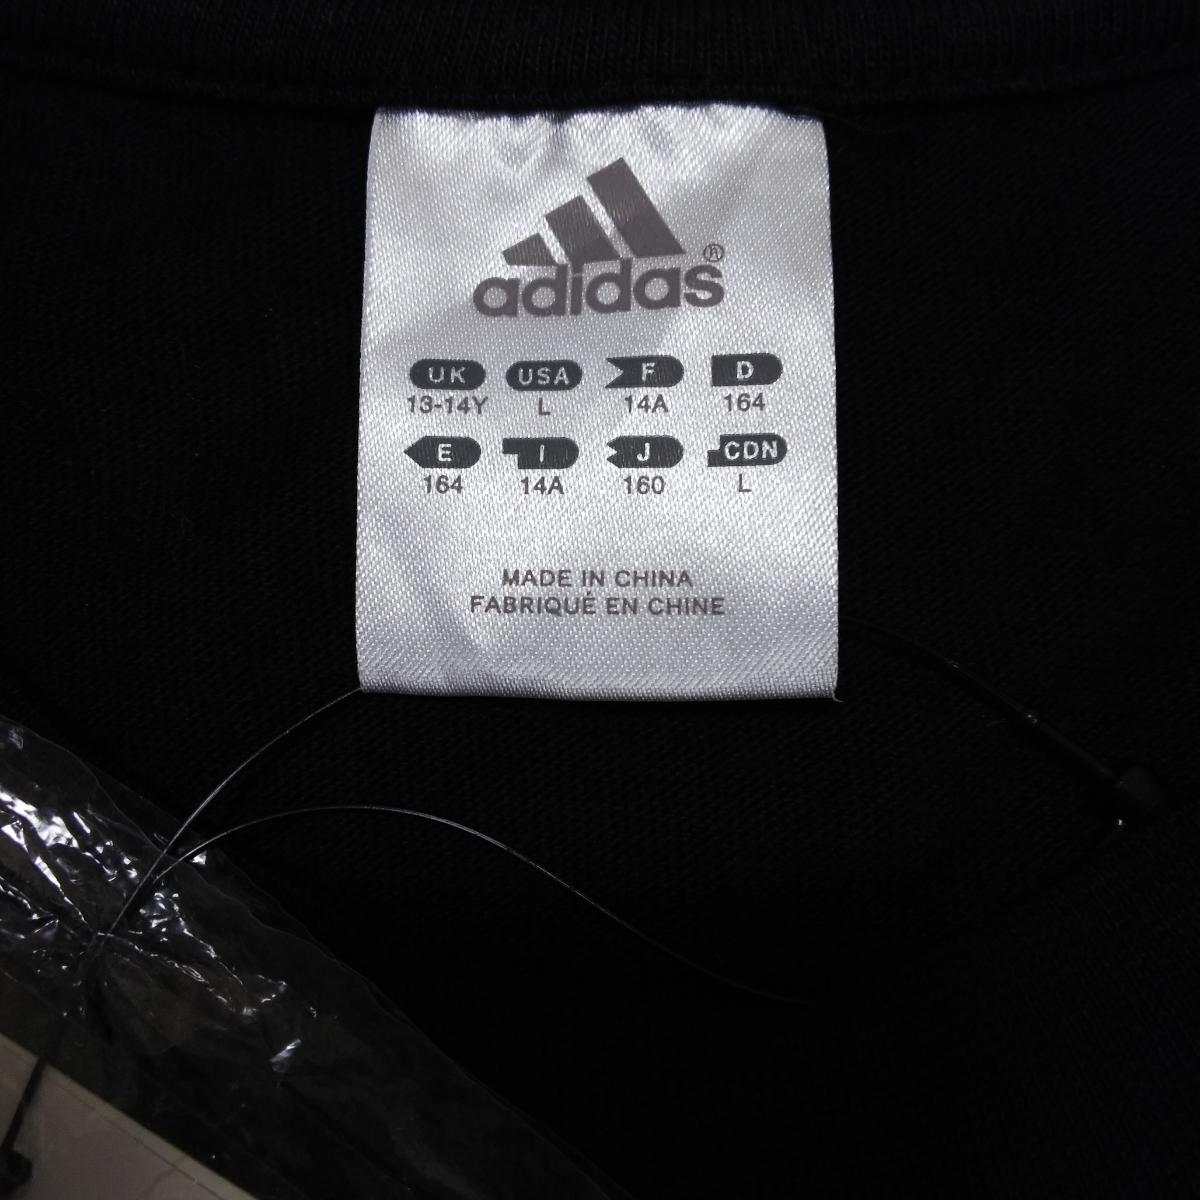 adidas®
UK USA F D
13-14Y L 14A 164
E I J CDN
164 14A 160 L
MADE IN CHINA
FABRIQUÉ EN CHINE